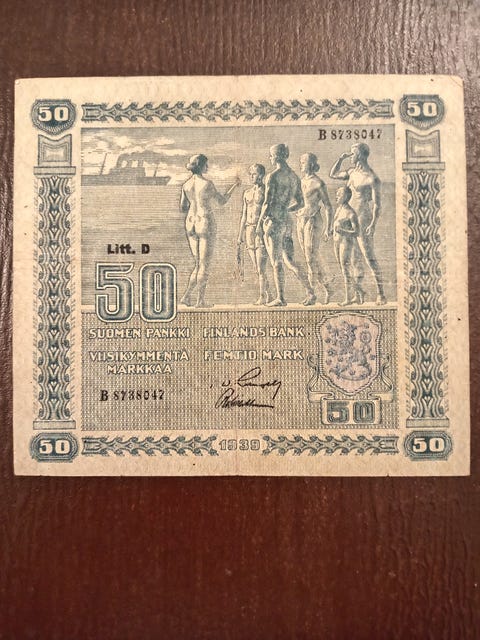 50 50
B 8738047
Litt. D
50
SUOMEN PANKKI FINLANDS BANK
VIISIKYMMENTÄ FEMTIO MARK
MARKKAA
B 8738047
50
50 1939 50